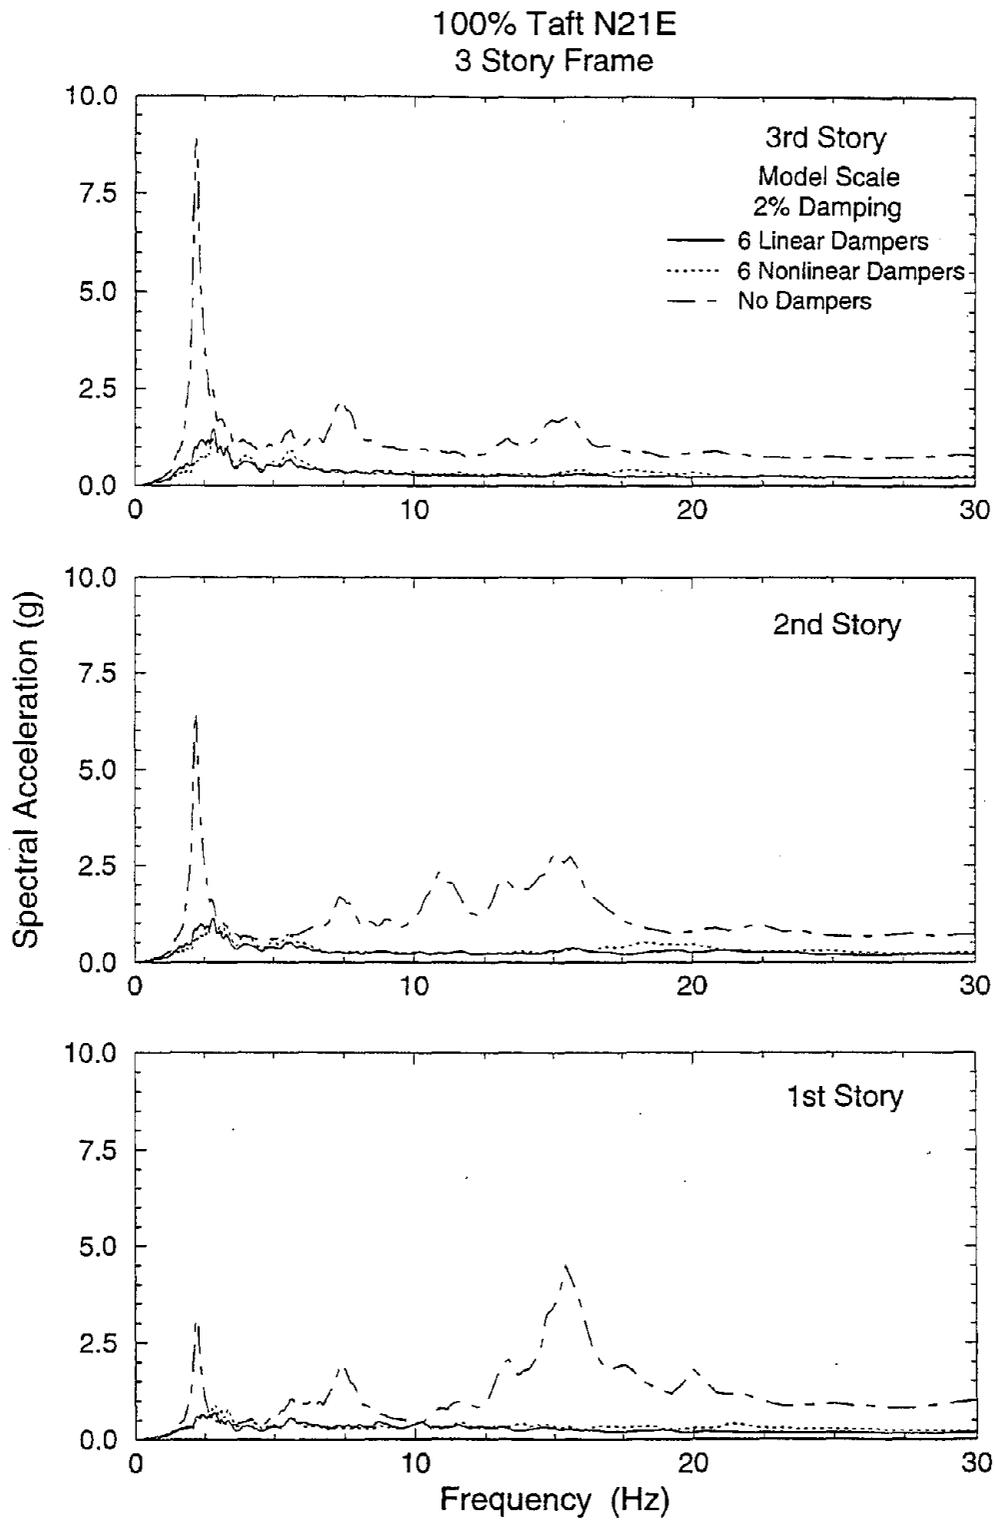 100% Taft N21E
3 Story Frame
10.0
7.5
5.0
2.5
0.0
3rd Story
Model Scale
2% Damping
6 Linear Dampers
6 Nonlinear Dampers
No Dampers
0 10 20 30
Spectral Acceleration (g)
10.0
7.5
5.0
2.5
0.0
2nd Story
0 10 20 30
10.0
7.5
5.0
2.5
0.0
1st Story
0 10 20 30
Frequency (Hz)